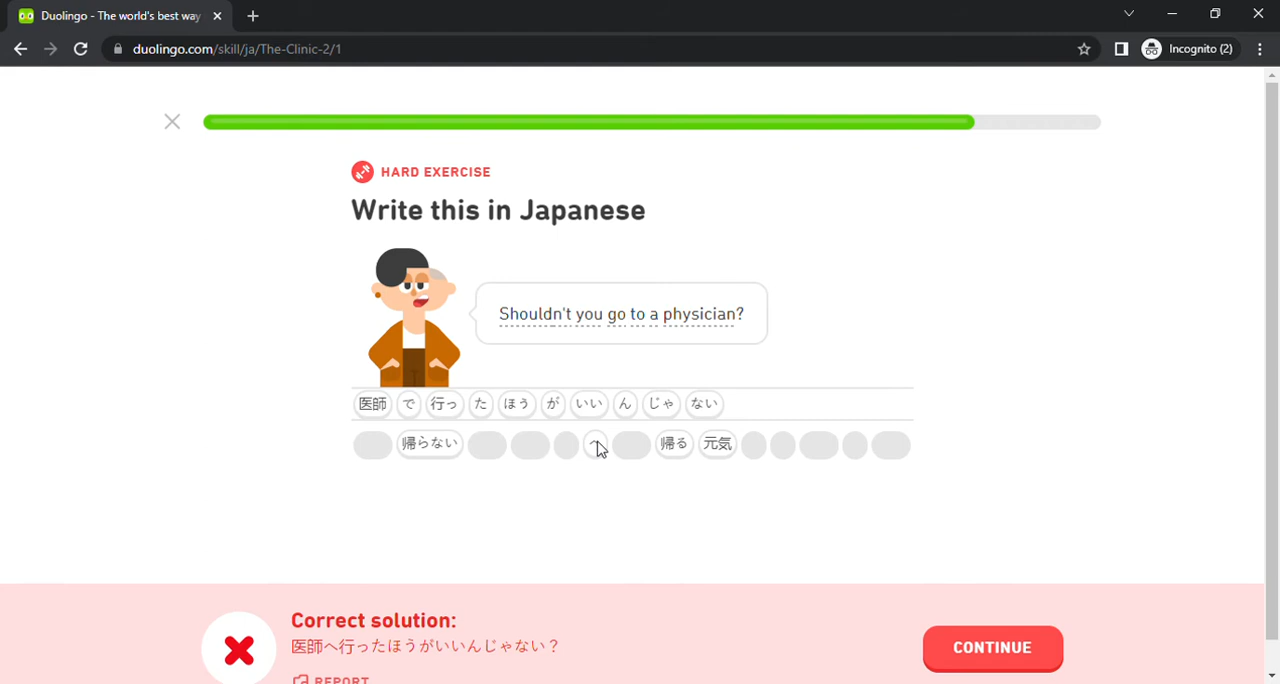 Duolingo - The world's best way
duolingo.com/skill/ja/The-Clinic-2/1
Incognito (2)
HARD EXERCISE
Write this in Japanese
Shouldn't you go to a physician?
医師 で 行っ た ほう が いい ん じゃ ない
帰らない へ 帰る 元気
Correct solution:
医師へ行ったほうがいいんじゃない？
CONTINUE
REPORT